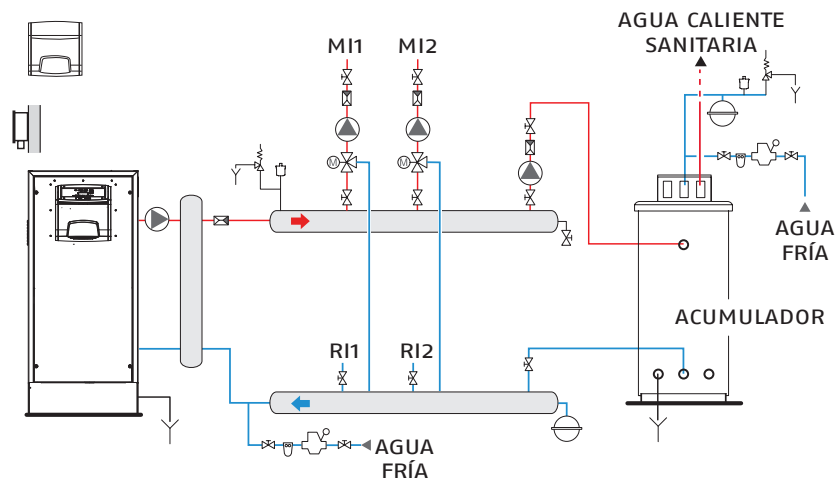 MI1
MI2
AGUA CALIENTE
SANITARIA
M
M
AGUA
FRÍA
ACUMULADOR
RI1
RI2
AGUA
FRÍA